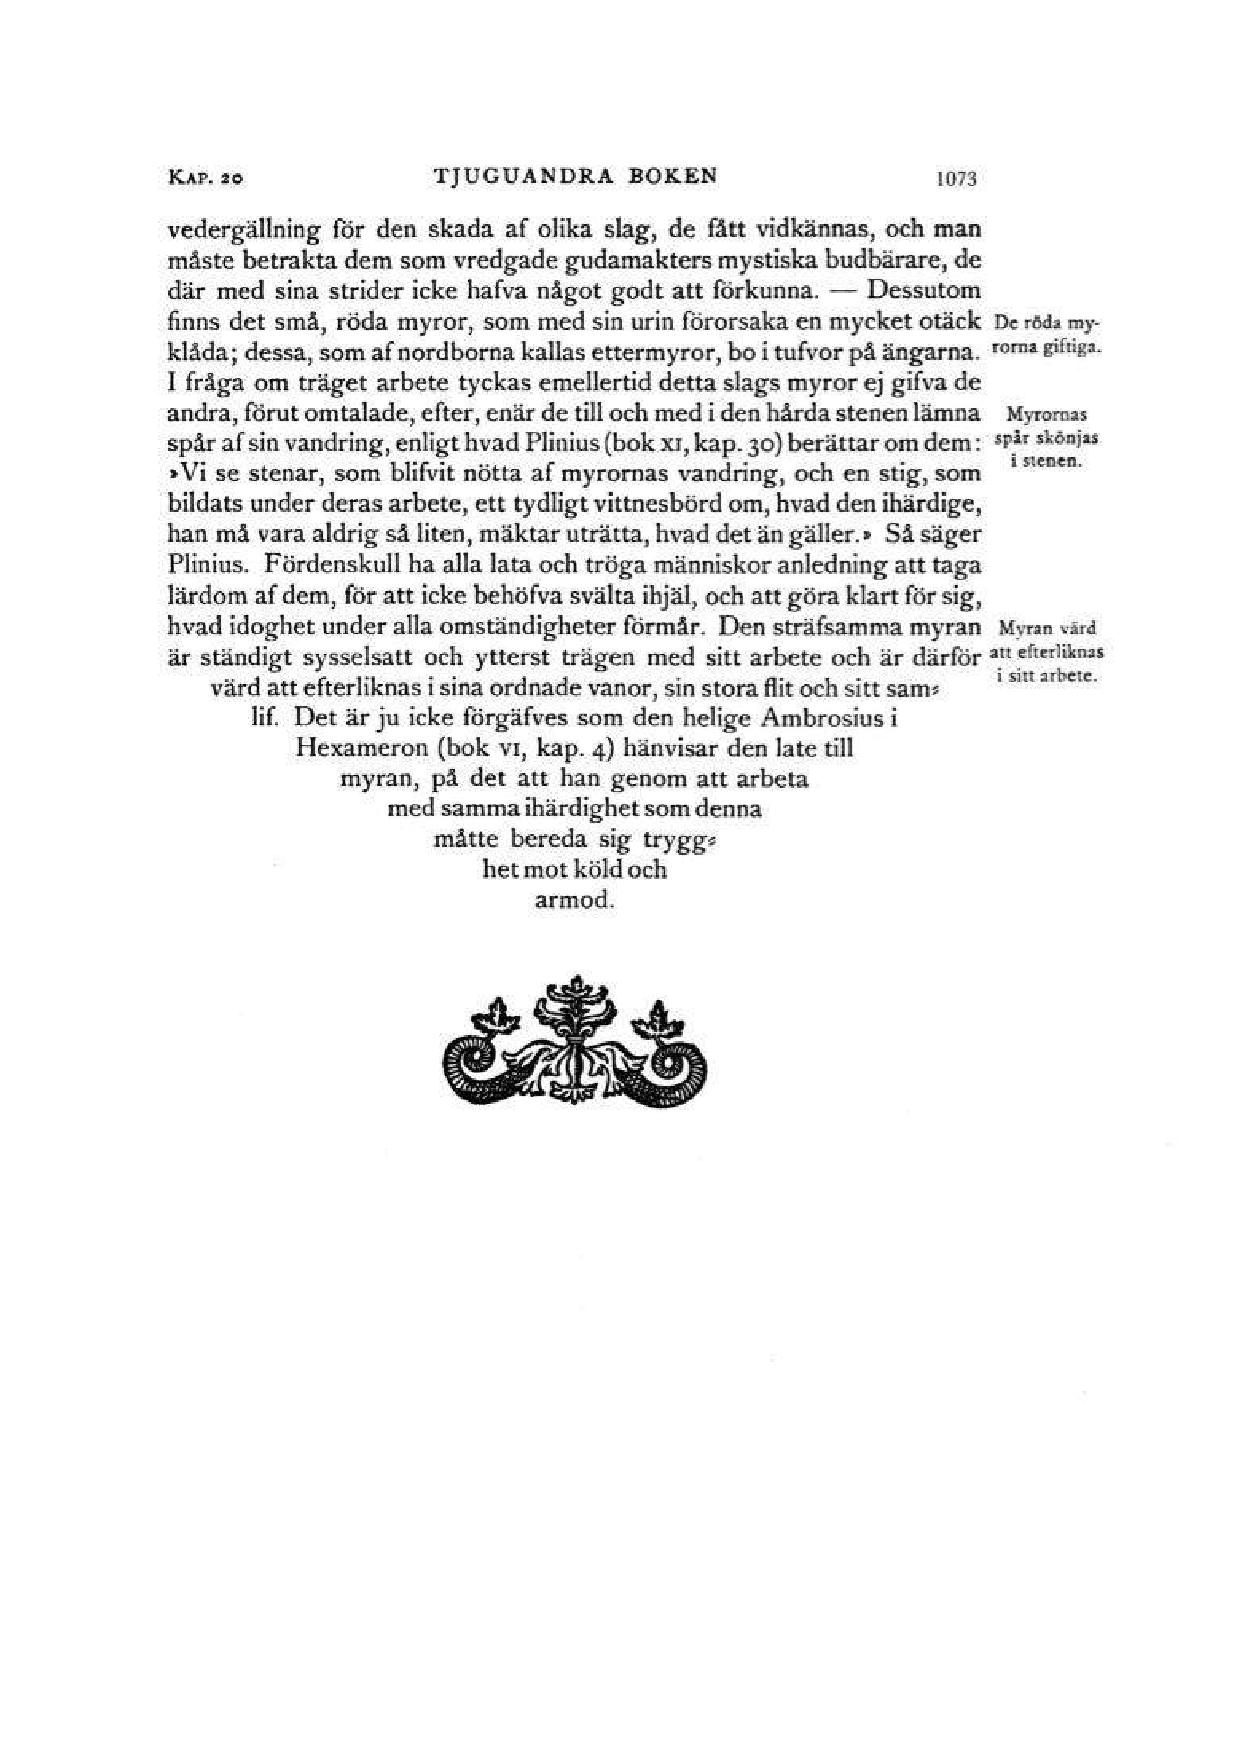 KAP. 20 TJUGUANDRA BOKEN 1073
vedergällning för den skada af olika slag, de fått vidkännas, och man
måste betrakta dem som vredgade gudamakters mystiska budbärare, de
där med sina strider icke hafva något godt att förkunna. — Dessutom
finns det små, röda myror, som med sin urin förorsaka en mycket otäck
klåda; dessa, som af nordborna kallas ettermyror, bo i tufvor på ängarna.
I fråga om träget arbete tyckas emellertid detta slags myror ej gifva de
andra, förut omtalade, efter, enär de till och med i den hårda stenen lämna
spår af sin vandring, enligt hvad Plinius (bok XI, kap. 30) berättar om dem:
»Vi se stenar, som blifvit nötta af myrornas vandring, och en stig, som
bildats under deras arbete, ett tydligt vittnesbörd om, hvad den ihärdige,
han må vara aldrig så liten, mäktar uträtta, hvad det än gäller.» Så säger
Plinius. Fördenskull ha alla lata och tröga människor anledning att taga
lärdom af dem, för att icke behöfva svälta ihjäl, och att göra klart för sig,
hvad idoghet under alla omständigheter förmår. Den sträfsamma myran
är ständigt sysselsatt och ytterst trägen med sitt arbete och är därför
värd att efterliknas i sina ordnade vanor, sin stora flit och sitt sam-
lif. Det är ju icke förgäfves som den helige Ambrosius i
Hexameron (bok VI, kap. 4) hänvisar den late till
myran, på det att han genom att arbeta
med samma ihärdighet som denna
måtte bereda sig trygg-
het mot köld och
armod.
De röda my-
rorna giftiga.
Myrornas
spår skönjas
i stenen.
Myran värd
att efterliknas
i sitt arbete.